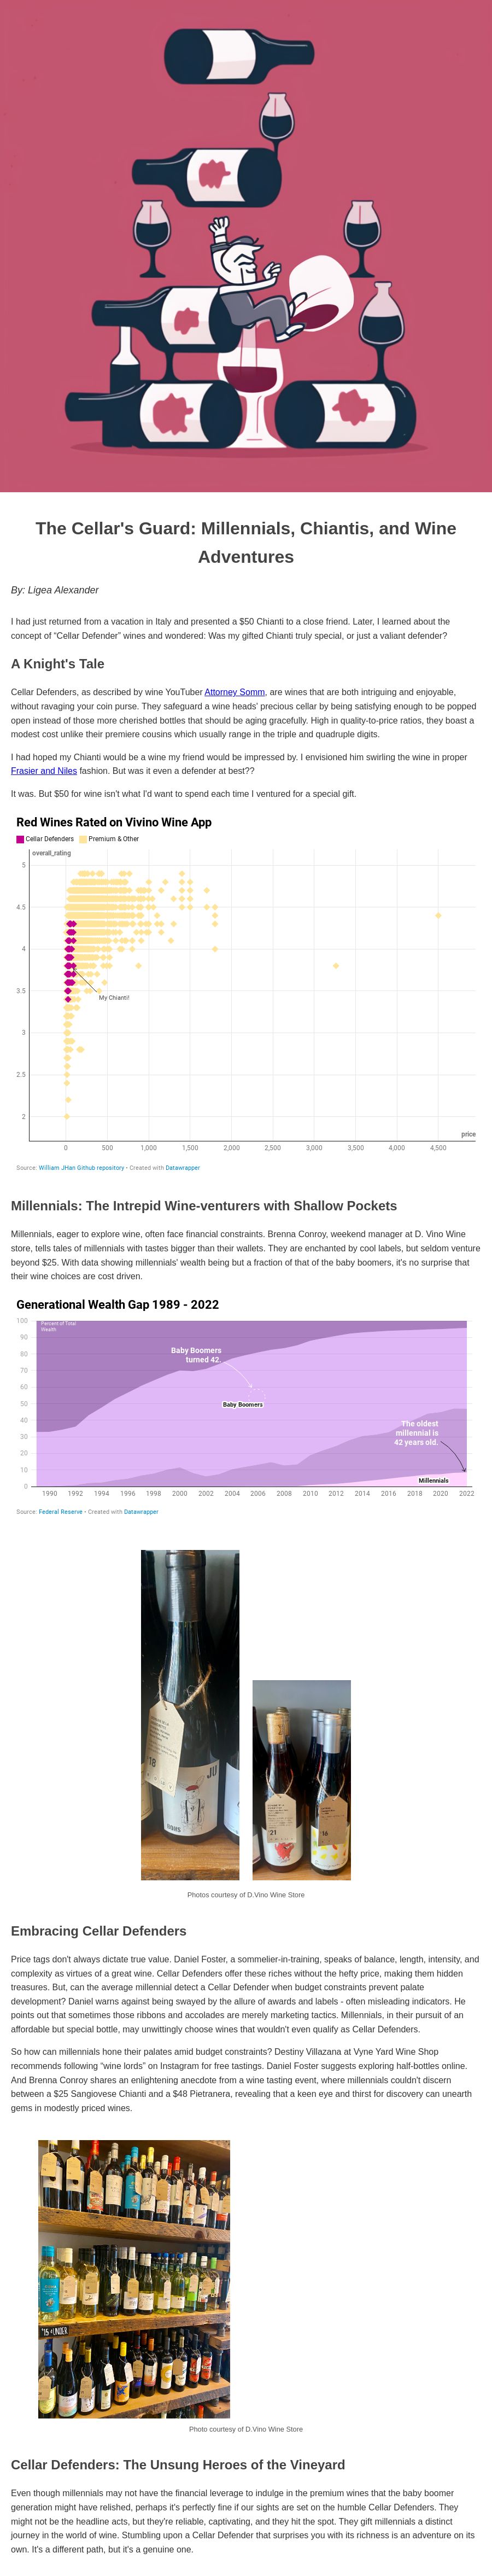 The Cellar's Guard: Millennials, Chiantis, and Wine
Adventures
By: Ligea Alexander
I had just returned from a vacation in Italy and presented a $50 Chianti to a close friend. Later, I learned about the
concept of “Cellar Defender” wines and wondered: Was my gifted Chianti truly special, or just a valiant defender?
A Knight's Tale
Cellar Defenders, as described by wine YouTuber Attorney Somm, are wines that are both intriguing and enjoyable,
without ravaging your coin purse. They safeguard a wine heads' precious cellar by being satisfying enough to be popped
open instead of those more cherished bottles that should be aging gracefully. High in quality-to-price ratios, they boast a
modest cost unlike their premiere cousins which usually range in the triple and quadruple digits.
I had hoped my Chianti would be a wine my friend would be impressed by. I envisioned him swirling the wine in proper
Frasier and Niles fashion. But was it even a defender at best??
It was. But $50 for wine isn't what I'd want to spend each time I ventured for a special gift.
Red Wines Rated on Vivino Wine App
Cellar Defenders Premium & Other
overall_rating
5
4.5
4
3.5
My Chianti!
3
2.5
2
price
0 500 1,000 1,500 2,000 2,500 3,000 3,500 4,000 4,500
Source: William JHan Github repository • Created with Datawrapper
Millennials: The Intrepid Wine-venturers with Shallow Pockets
Millennials, eager to explore wine, often face financial constraints. Brenna Conroy, weekend manager at D. Vino Wine
store, tells tales of millennials with tastes bigger than their wallets. They are enchanted by cool labels, but seldom venture
beyond $25. With data showing millennials' wealth being but a fraction of that of the baby boomers, it's no surprise that
their wine choices are cost driven.
Generational Wealth Gap 1989 - 2022
100
Percent of Total
Wealth
90
80
Baby Boomers
turned 42.
70
60
50
Baby Boomers
40
The oldest
millennial is
42 years old.
30
20
10
Millennials
0
1990 1992 1994 1996 1998 2000 2002 2004 2006 2008 2010 2012 2014 2016 2018 2020 2022
Source: Federal Reserve • Created with Datawrapper
18
JU
21
16
Photos courtesy of D.Vino Wine Store
Embracing Cellar Defenders
Price tags don't always dictate true value. Daniel Foster, a sommelier-in-training, speaks of balance, length, intensity, and
complexity as virtues of a great wine. Cellar Defenders offer these riches without the hefty price, making them hidden
treasures. But, can the average millennial detect a Cellar Defender when budget constraints prevent palate
development? Daniel warns against being swayed by the allure of awards and labels - often misleading indicators. He
points out that sometimes those ribbons and accolades are merely marketing tactics. Millennials, in their pursuit of an
affordable but special bottle, may unwittingly choose wines that wouldn't even qualify as Cellar Defenders.
So how can millennials hone their palates amid budget constraints? Destiny Villazana at Vyne Yard Wine Shop
recommends following “wine lords” on Instagram for free tastings. Daniel Foster suggests exploring half-bottles online.
And Brenna Conroy shares an enlightening anecdote from a wine tasting event, where millennials couldn't discern
between a $25 Sangiovese Chianti and a $48 Pietranera, revealing that a keen eye and thirst for discovery can unearth
gems in modestly priced wines.
$15 & UNDER
Photo courtesy of D.Vino Wine Store
Cellar Defenders: The Unsung Heroes of the Vineyard
Even though millennials may not have the financial leverage to indulge in the premium wines that the baby boomer
generation might have relished, perhaps it's perfectly fine if our sights are set on the humble Cellar Defenders. They
might not be the headline acts, but they're reliable, captivating, and they hit the spot. They gift millennials a distinct
journey in the world of wine. Stumbling upon a Cellar Defender that surprises you with its richness is an adventure on its
own. It's a different path, but it's a genuine one.